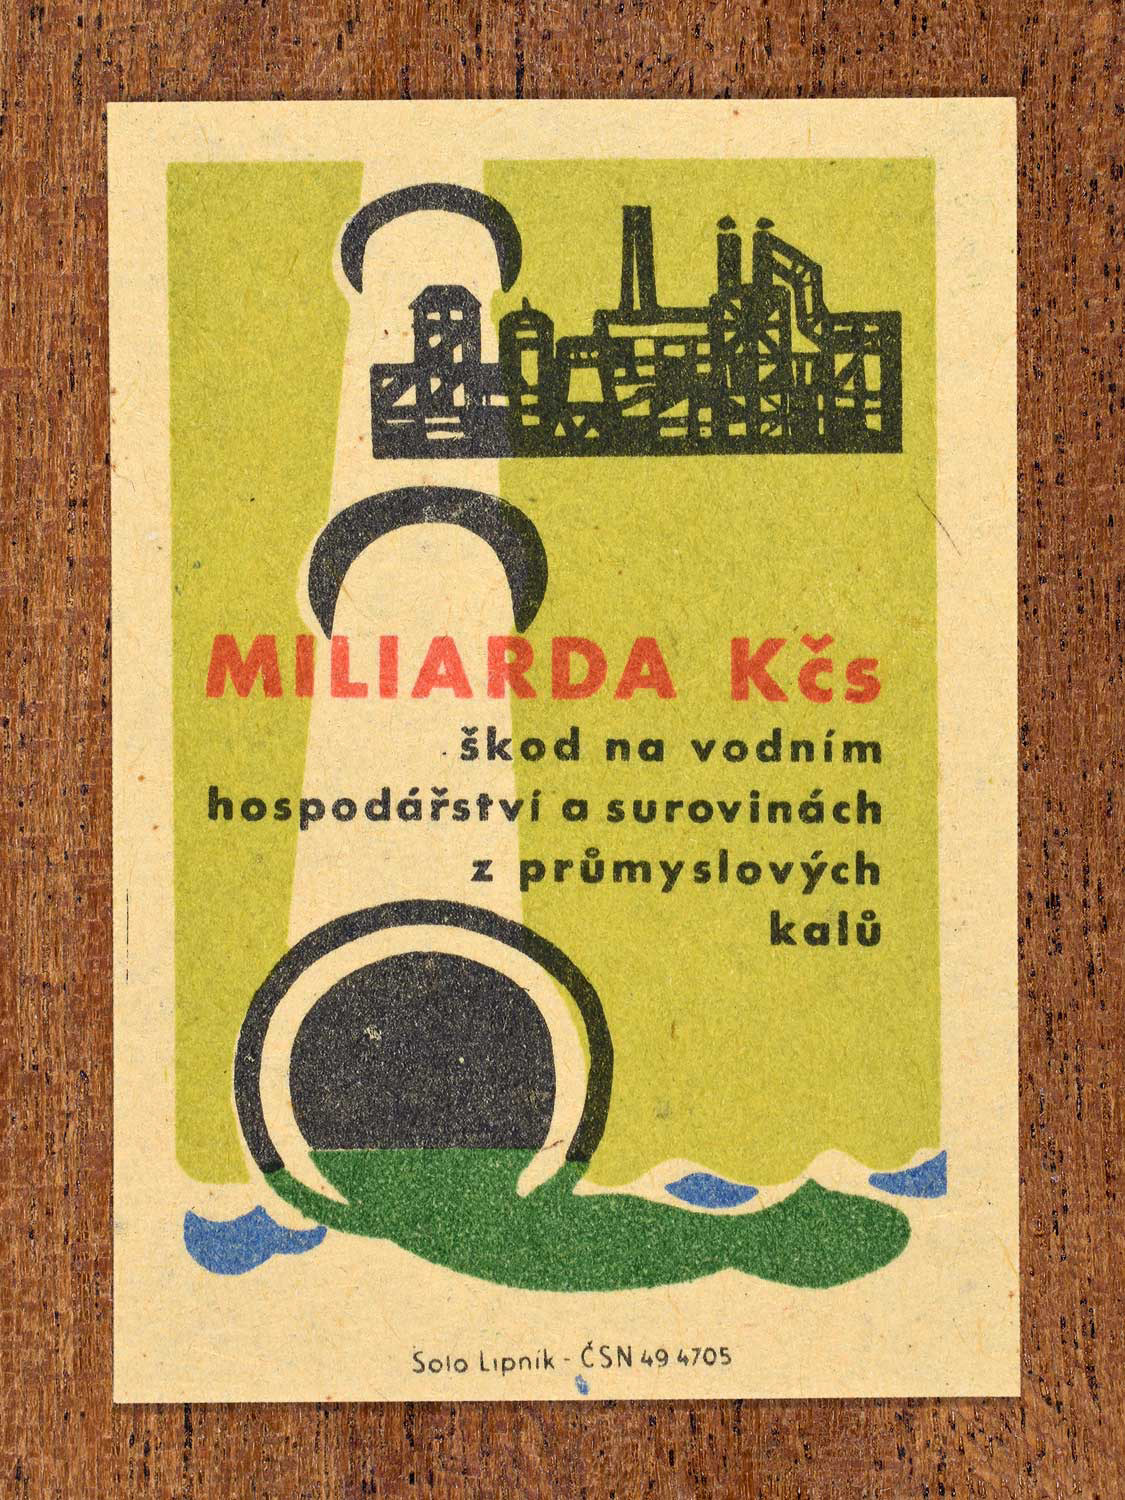 MILIARDA Kčs
škod na vodním
hospodářství a surovinách
z průmyslových
kalů
Solo Lipník - ČSN 49 4705